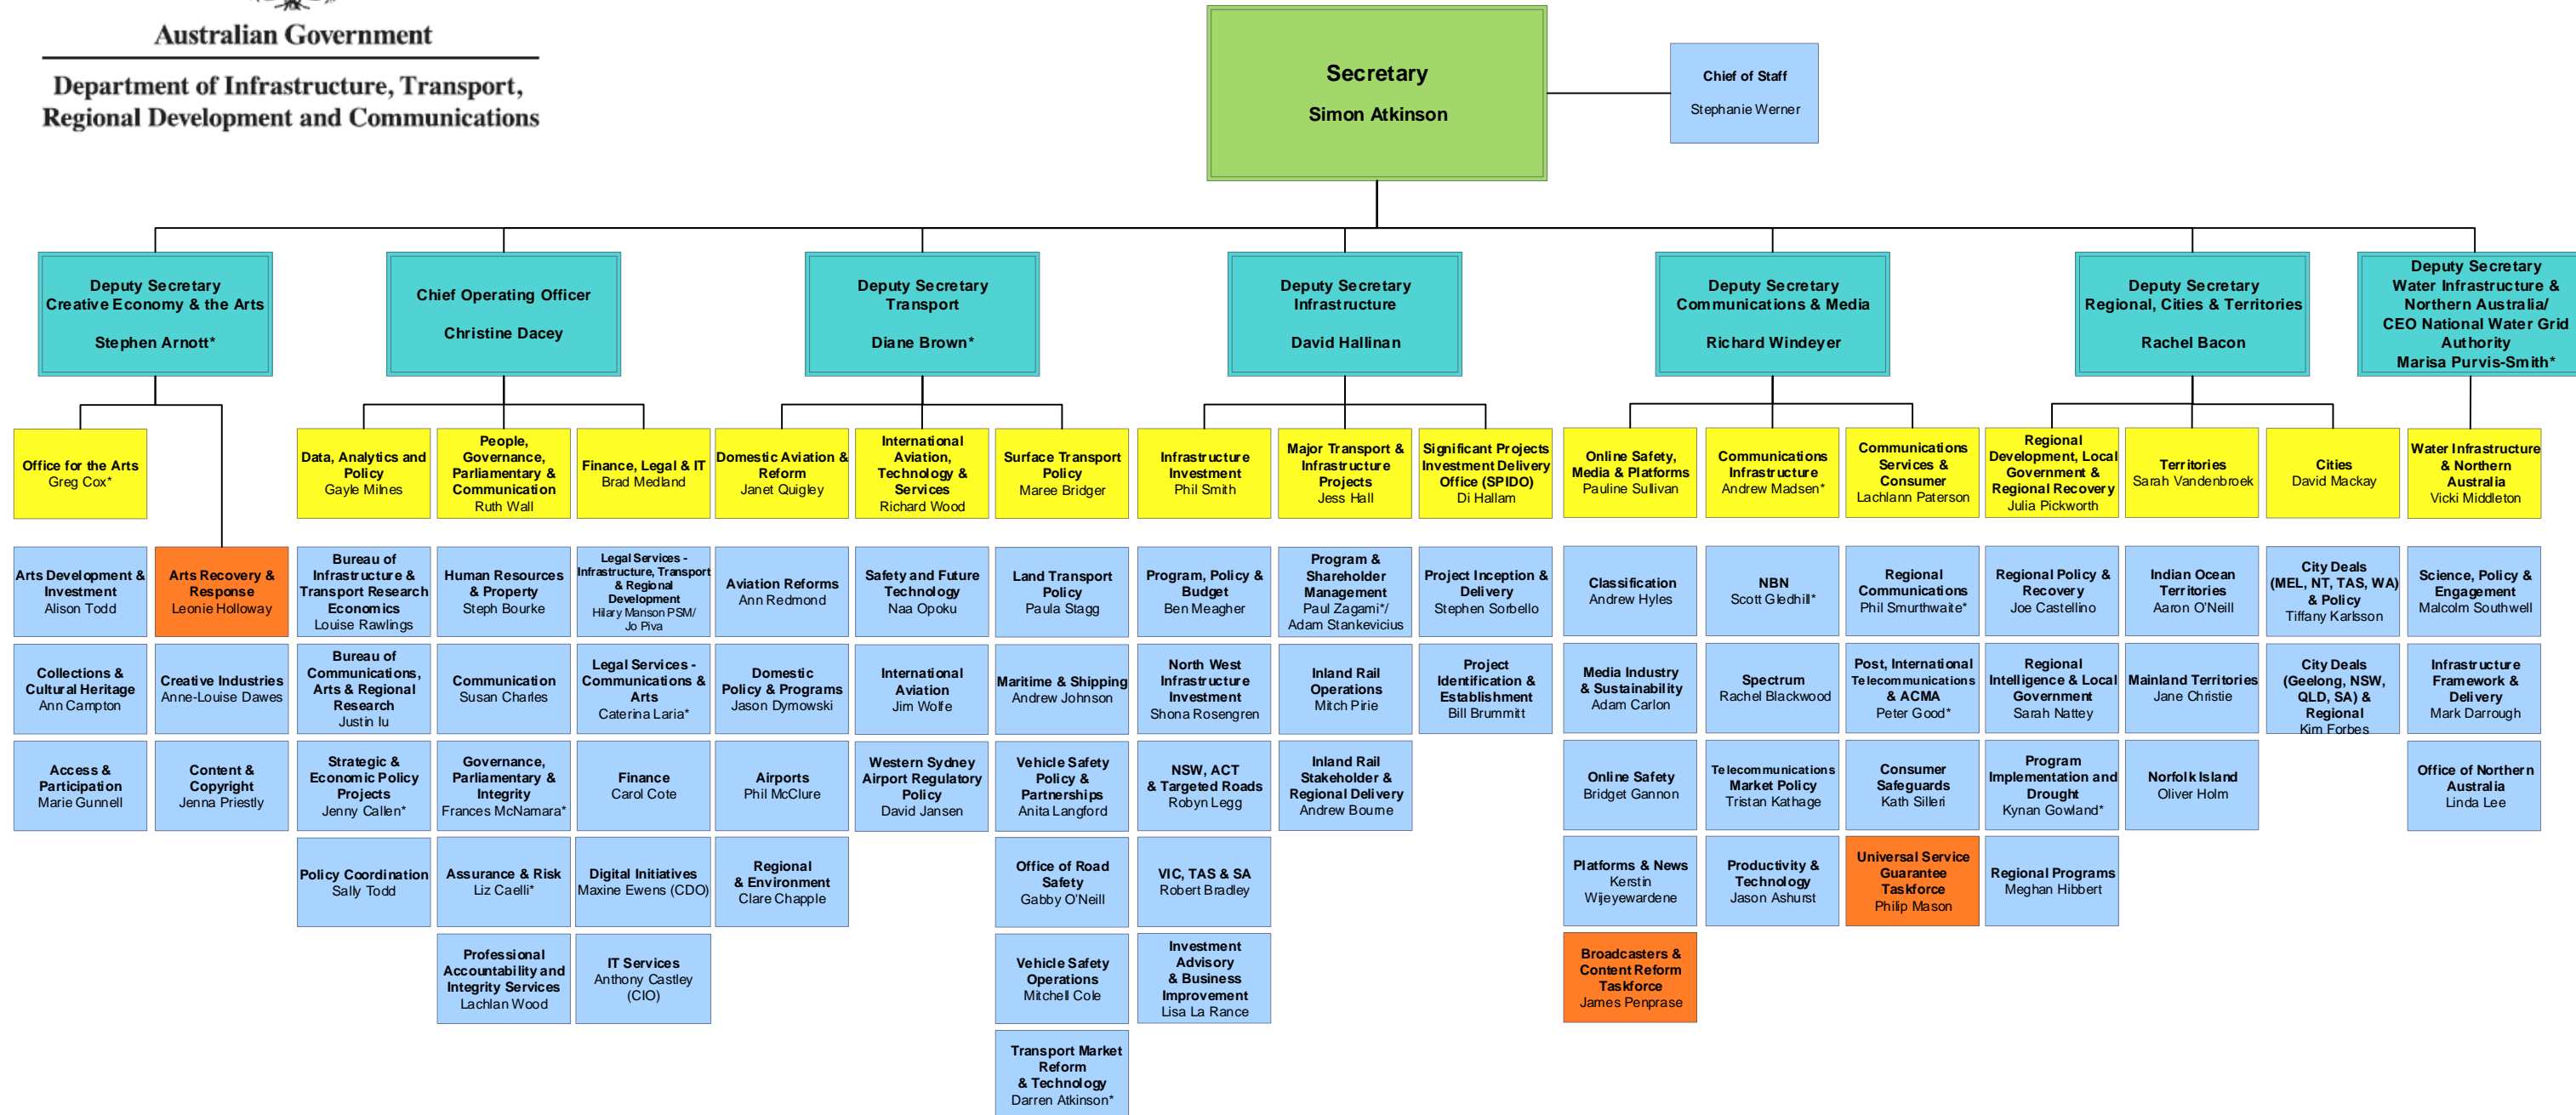 Australian Government
Department of Infrastructure, Transport,
Regional Development and Communications
Secretary
Simon Atkinson
Chief of Staff
Stephanie Werner
Deputy Secretary
Creative Economy & the Arts
Stephen Arnott*
Chief Operating Officer
Christine Dacey
Deputy Secretary
Transport
Diane Brown*
Deputy Secretary
Infrastructure
David Hallinan
Deputy Secretary
Communications & Media
Richard Windeyer
Deputy Secretary
Regional, Cities & Territories
Rachel Bacon
Deputy Secretary
Water Infrastructure &
Northern Australia/
CEO National Water Grid
Authority
Marisa Purvis-Smith*
Office for the Arts
Greg Cox*
Data, Analytics and
Policy
Gayle Milnes
People,
Governance,
Parliamentary &
Communication
Ruth Wall
Finance, Legal & IT
Brad Medland
Domestic Aviation &
Reform
Janet Quigley
International
Aviation,
Technology &
Services
Richard Wood
Surface Transport
Policy
Maree Bridger
Infrastructure
Investment
Phil Smith
Major Transport &
Infrastructure
Projects
Jess Hall
Significant Projects
Investment Delivery
Office (SPIDO)
Di Hallam
Online Safety,
Media & Platforms
Pauline Sullivan
Communications
Infrastructure
Andrew Madsen*
Communications
Services &
Consumer
Lachlann Paterson
Regional
Development, Local
Government &
Regional Recovery
Julia Pickworth
Territories
Sarah Vandenbroek
Cities
David Mackay
Water Infrastructure
& Northern
Australia
Vicki Middleton
Arts Development &
Investment
Alison Todd
Arts Recovery &
Response
Leonie Holloway
Bureau of
Infrastructure &
Transport Research
Economics
Louise Rawlings
Human Resources
& Property
Steph Bourke
Legal Services -
Infrastructure, Transport
& Regional
Development
Hilary Manson PSM/
Jo Piva
Aviation Reforms
Ann Redmond
Safety and Future
Technology
Naa Opoku
Land Transport
Policy
Paula Stagg
Program, Policy &
Budget
Ben Meagher
Program &
Shareholder
Management
Paul Zagami*/
Adam Stankevicius
Project Inception &
Delivery
Stephen Sorbello
Classification
Andrew Hyles
NBN
Scott Gledhill*
Regional
Communications
Phil Smurthwaite*
Regional Policy &
Recovery
Joe Castellino
Indian Ocean
Territories
Aaron O'Neill
City Deals
(MEL, NT, TAS, WA)
& Policy
Tiffany Karlsson
Science, Policy &
Engagement
Malcolm Southwell
Collections &
Cultural Heritage
Ann Campton
Creative Industries
Anne-Louise Dawes
Bureau of
Communications,
Arts & Regional
Research
Justin Iu
Communication
Susan Charles
Legal Services -
Communications &
Arts
Caterina Laria*
Domestic
Policy & Programs
Jason Dymowski
International
Aviation
Jim Wolfe
Maritime & Shipping
Andrew Johnson
North West
Infrastructure
Investment
Shona Rosengren
Inland Rail
Operations
Mitch Pirie
Project
Identification &
Establishment
Bill Brummitt
Media Industry
& Sustainability
Adam Carlon
Spectrum
Rachel Blackwood
Post, International
Telecommunications
& ACMA
Peter Good*
Regional
Intelligence & Local
Government
Sarah Nattey
Mainland Territories
Jane Christie
City Deals
(Geelong, NSW,
QLD, SA) &
Regional
Kim Forbes
Infrastructure
Framework &
Delivery
Mark Darrough
Access &
Participation
Marie Gunnell
Content &
Copyright
Jenna Priestly
Strategic &
Economic Policy
Projects
Jenny Callen*
Governance,
Parliamentary &
Integrity
Frances McNamara*
Finance
Carol Cote
Airports
Phil McClure
Western Sydney
Airport Regulatory
Policy
David Jansen
Vehicle Safety
Policy &
Partnerships
Anita Langford
NSW, ACT
& Targeted Roads
Robyn Legg
Inland Rail
Stakeholder &
Regional Delivery
Andrew Bourne
Online Safety
Bridget Gannon
Telecommunications
Market Policy
Tristan Kathage
Consumer
Safeguards
Kath Silleri
Program
Implementation and
Drought
Kynan Gowland*
Norfolk Island
Oliver Holm
Office of Northern
Australia
Linda Lee
Policy Coordination
Sally Todd
Assurance & Risk
Liz Caelli*
Digital Initiatives
Maxine Ewens (CDO)
Regional
& Environment
Clare Chapple
Office of Road
Safety
Gabby O'Neill
VIC, TAS & SA
Robert Bradley
Platforms & News
Kerstin
Wijeyewardene
Productivity &
Technology
Jason Ashurst
Universal Service
Guarantee
Taskforce
Philip Mason
Regional Programs
Meghan Hibbert
Professional
Accountability and
Integrity Services
Lachlan Wood
IT Services
Anthony Castley
(CIO)
Vehicle Safety
Operations
Mitchell Cole
Investment
Advisory
& Business
Improvement
Lisa La Rance
Broadcasters &
Content Reform
Taskforce
James Penprase
Transport Market
Reform
& Technology
Darren Atkinson*